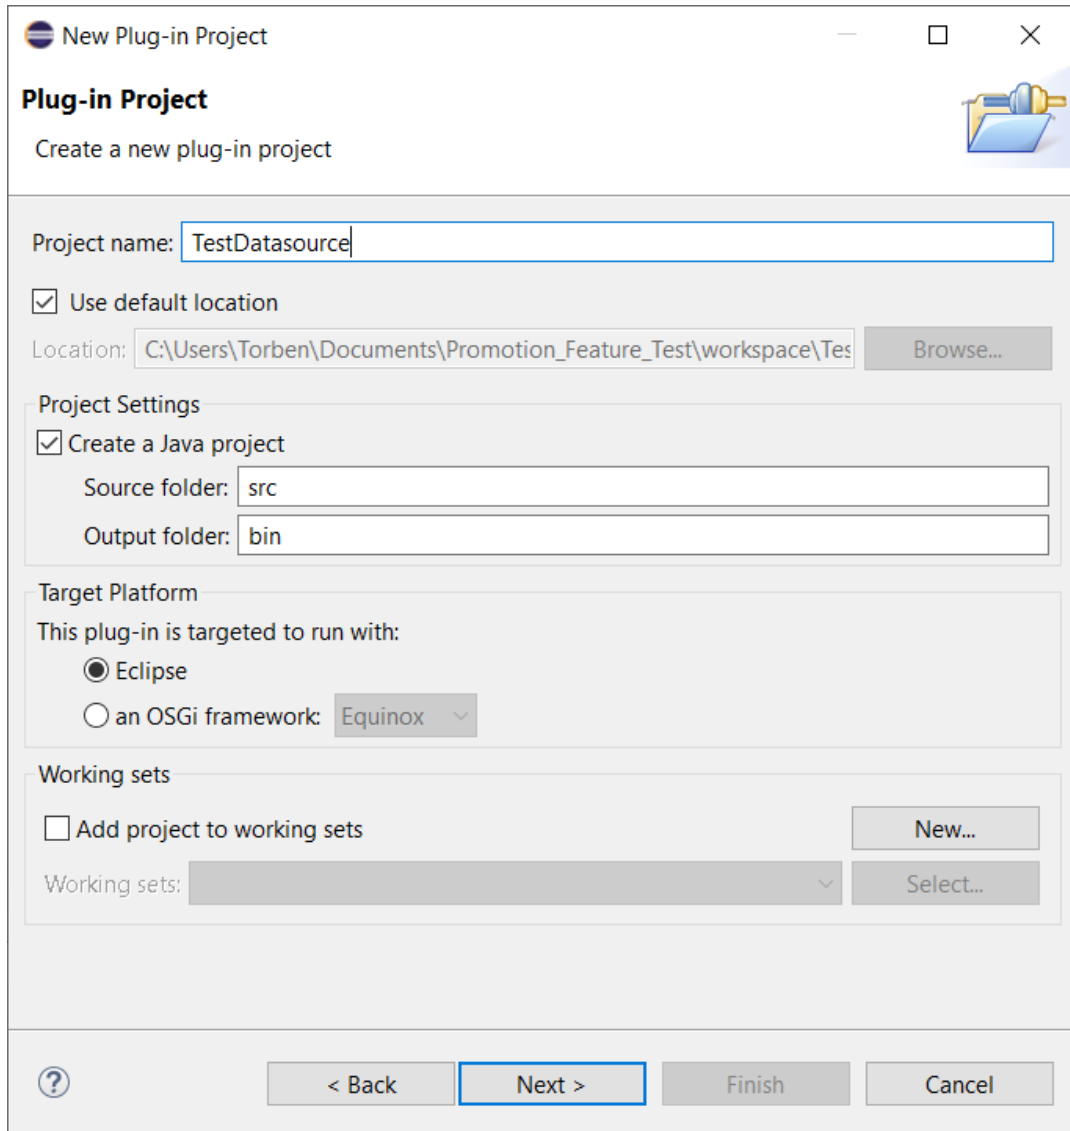 New Plug-in Project
Plug-in Project
Create a new plug-in project
Project name: TestDatasource
Use default location
Location: C:\Users\Torben\Documents\Promotion_Feature_Test\workspace\Tes Browse...
Project Settings
Create a Java project
Source folder: src
Output folder: bin
Target Platform
This plug-in is targeted to run with:
Eclipse
an OSGi framework: Equinox
Working sets
Add project to working sets New...
Working sets: Select...
? < Back Next > Finish Cancel